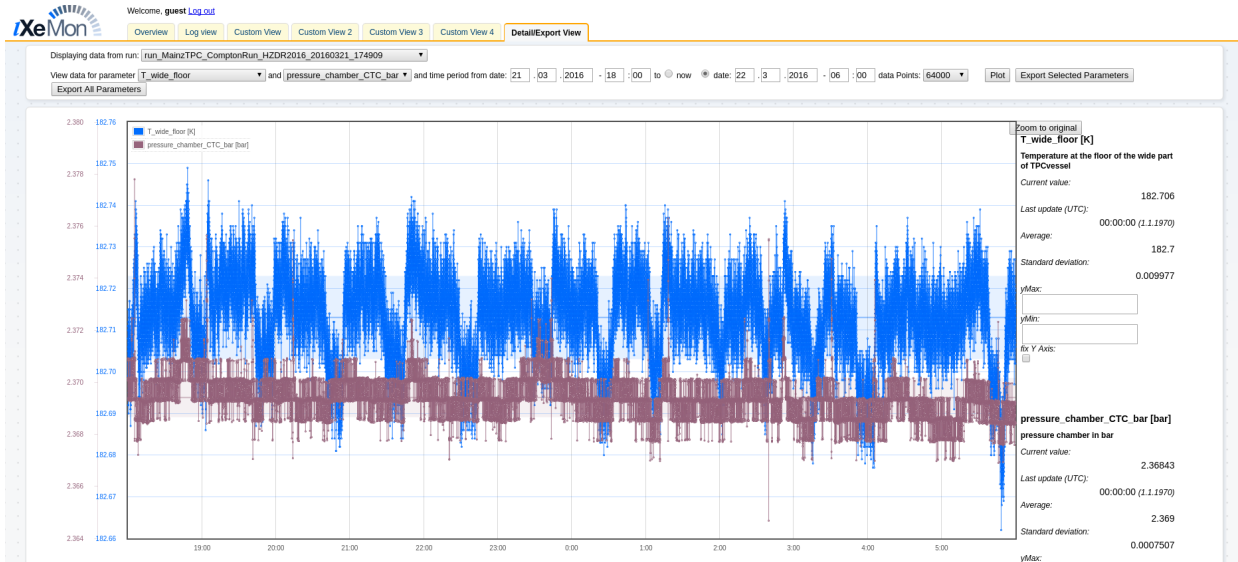 iXeMon
Welcome, guest Log out
Overview Log view Custom View Custom View 2 Custom View 3 Custom View 4 Detail/Export View
Displaying data from run: run_MainzTPC_ComptonRun_HZDR2016_20160321_174909
View data for parameter T_wide_floor and pressure_chamber_CTC_bar and time period from date: 21 . 03 . 2016 - 18 : 00 to now date: 22 . 3 . 2016 - 06 : 00 data Points: 64000 Plot Export Selected Parameters
Export All Parameters
2.380 182.76
T_wide_floor [K]
pressure_chamber_CTC_bar [bar]
182.75
2.378
182.74
2.376
182.73
2.374
182.72
2.372
182.71
2.370
182.70
182.69
2.368
182.68
2.366
182.67
2.364 182.66
19:00 20:00 21:00 22:00 23:00 0:00 1:00 2:00 3:00 4:00 5:00
Zoom to original
T_wide_floor [K]
Temperature at the floor of the wide part
of TPCvessel
Current value:
182.706
Last update (UTC):
00:00:00 (1.1.1970)
Average:
182.7
Standard deviation:
0.009977
yMax:
yMin:
fix Y Axis:
pressure_chamber_CTC_bar [bar]
pressure chamber in bar
Current value:
2.36843
Last update (UTC):
00:00:00 (1.1.1970)
Average:
2.369
Standard deviation:
0.0007507
yMax: